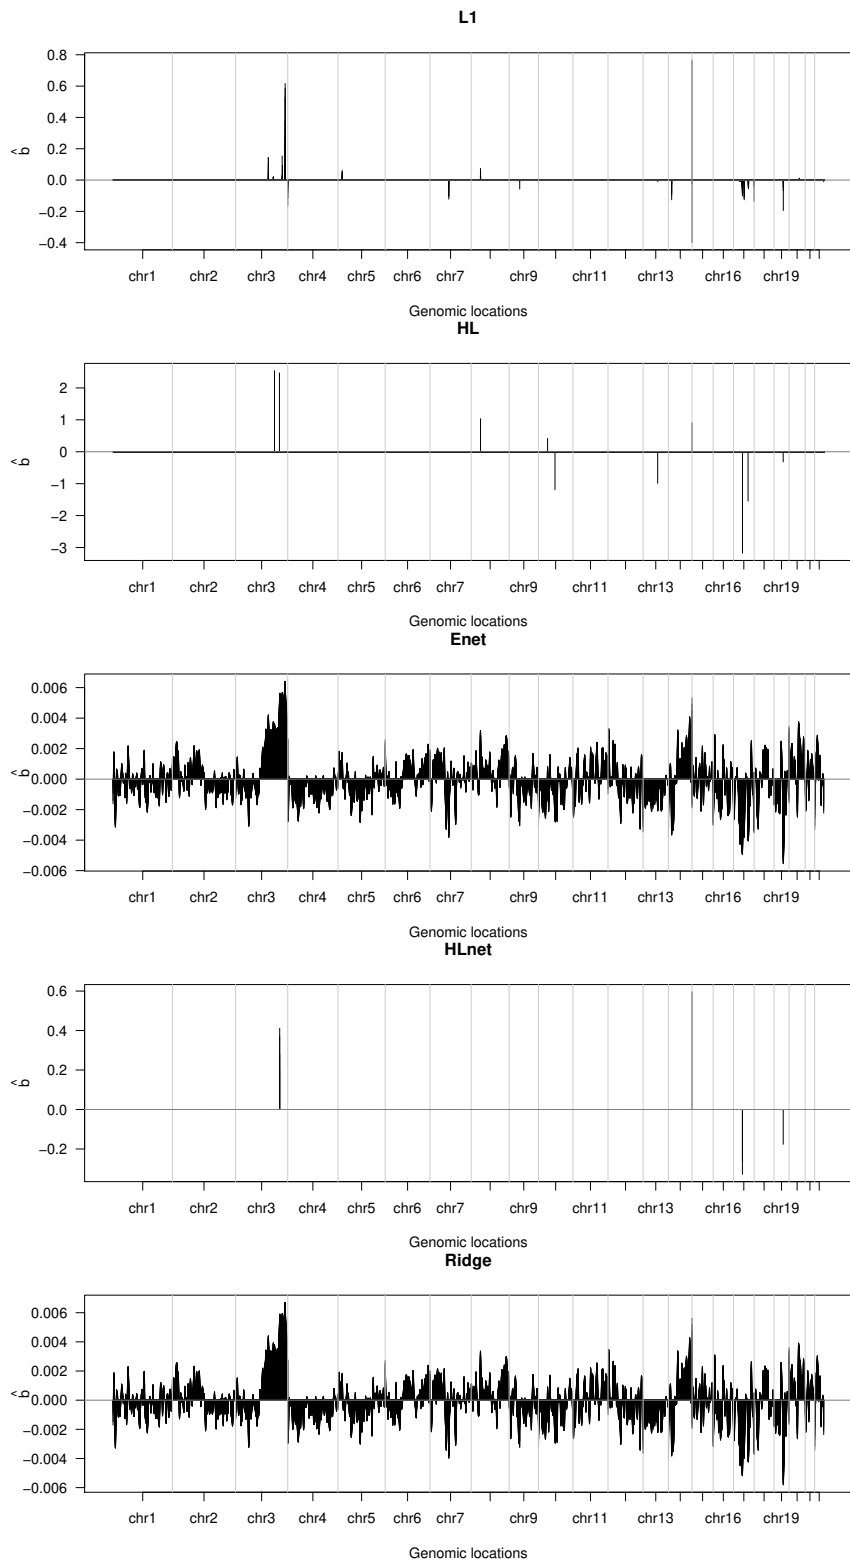 L1
0.8
0.6
0.4
0.2
0.0
−0.2
−0.4
b̂
chr1 chr2 chr3 chr4 chr5 chr6 chr7 chr9 chr11 chr13 chr16 chr19
Genomic locations
HL
2
1
0
−1
−2
−3
b̂
chr1 chr2 chr3 chr4 chr5 chr6 chr7 chr9 chr11 chr13 chr16 chr19
Genomic locations
Enet
0.006
0.004
0.002
0.000
−0.002
−0.004
−0.006
b̂
chr1 chr2 chr3 chr4 chr5 chr6 chr7 chr9 chr11 chr13 chr16 chr19
Genomic locations
HLnet
0.6
0.4
0.2
0.0
−0.2
b̂
chr1 chr2 chr3 chr4 chr5 chr6 chr7 chr9 chr11 chr13 chr16 chr19
Genomic locations
Ridge
0.006
0.004
0.002
0.000
−0.002
−0.004
−0.006
b̂
chr1 chr2 chr3 chr4 chr5 chr6 chr7 chr9 chr11 chr13 chr16 chr19
Genomic locations